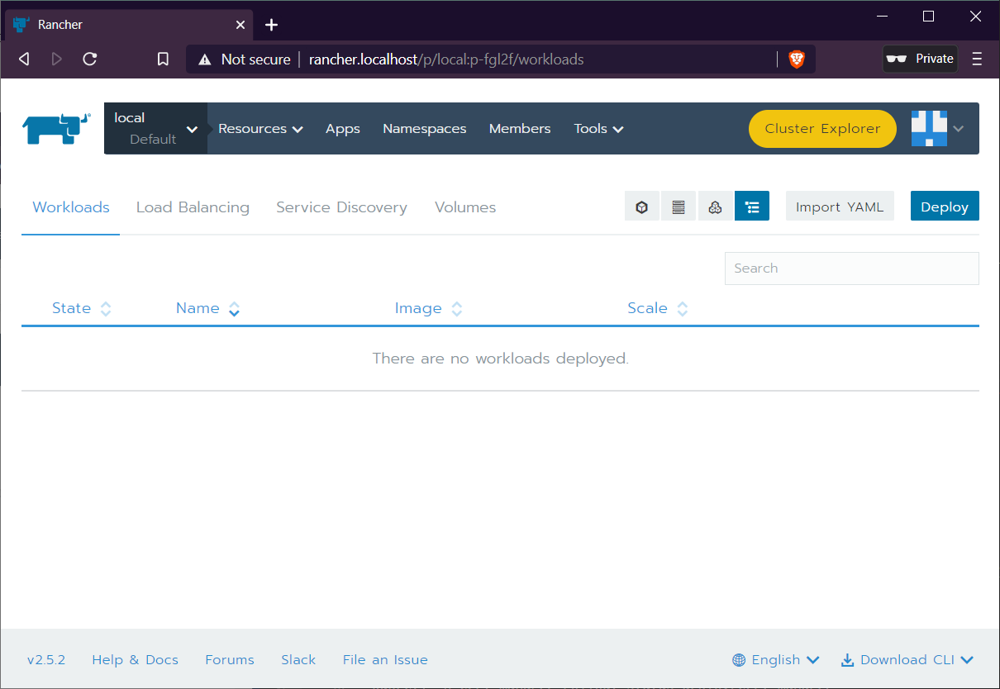 Rancher
Not secure rancher.localhost/p/local:p-fgl2f/workloads Private
local
Default
Resources Apps Namespaces Members Tools Cluster Explorer
Workloads Load Balancing Service Discovery Volumes Import YAML Deploy
Search
State Name Image Scale
There are no workloads deployed.
v2.5.2 Help & Docs Forums Slack File an Issue English Download CLI